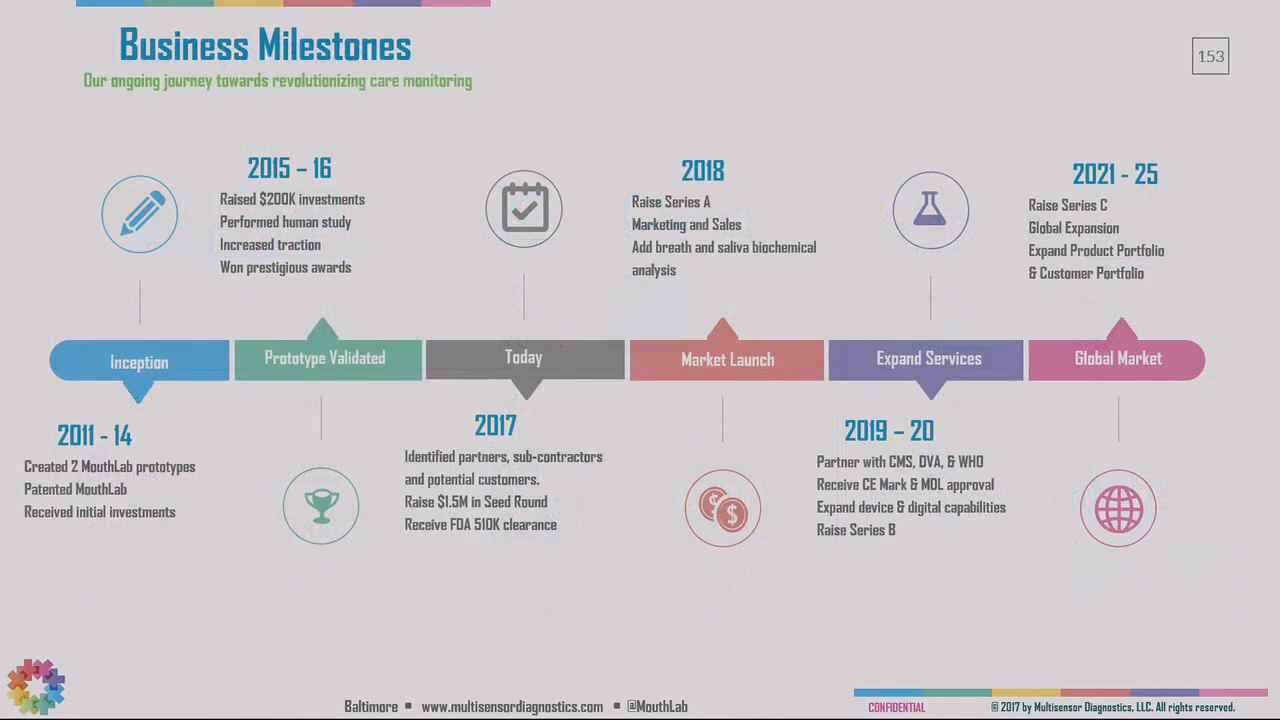 Business Milestones
Our ongoing journey towards revolutionizing care monitoring
153
2015 – 16
Raised $200K investments
Performed human study
Increased traction
Won prestigious awards
2018
Raise Series A
Marketing and Sales
Add breath and saliva biochemical
analysis
2021 - 25
Raise Series C
Global Expansion
Expand Product Portfolio
& Customer Portfolio
Inception
Prototype Validated
Today
Market Launch
Expand Services
Global Market
2011 - 14
Created 2 MouthLab prototypes
Patented MouthLab
Received initial investments
2017
Identified partners, sub-contractors
and potential customers.
Raise $1.5M in Seed Round
Receive FDA 510K clearance
2019 – 20
Partner with CMS, DVA, & WHO
Receive CE Mark & MDL approval
Expand device & digital capabilities
Raise Series B
Baltimore ▪ www.multisensordiagnostics.com ▪ @MouthLab
CONFIDENTIAL
© 2017 by Multisensor Diagnostics, LLC. All rights reserved.